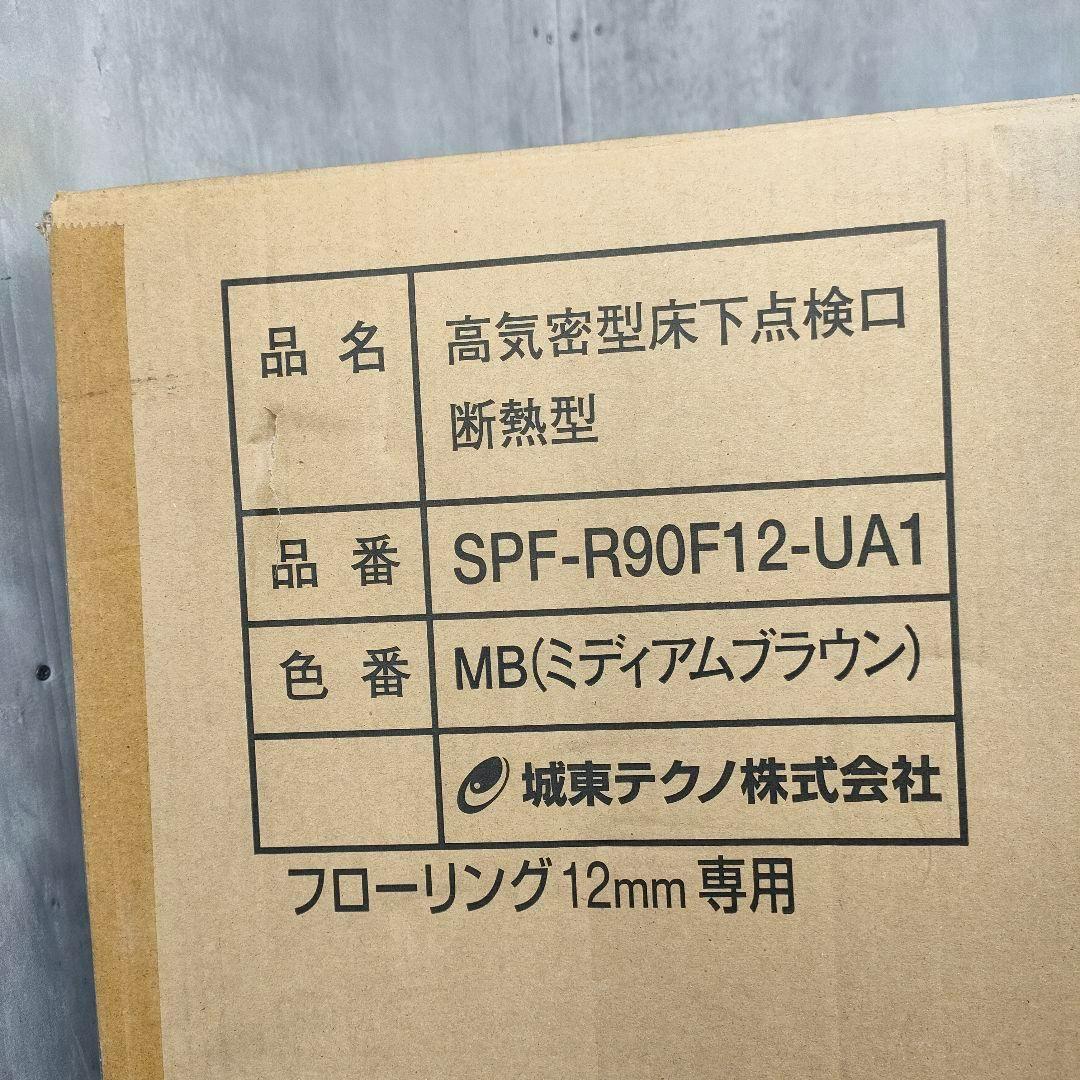 品名 高気密型床下点検口
断熱型
品番 SPF-R90F12-UA1
色番 MB(ミディアムブラウン)
城東テクノ株式会社
フローリング12mm専用